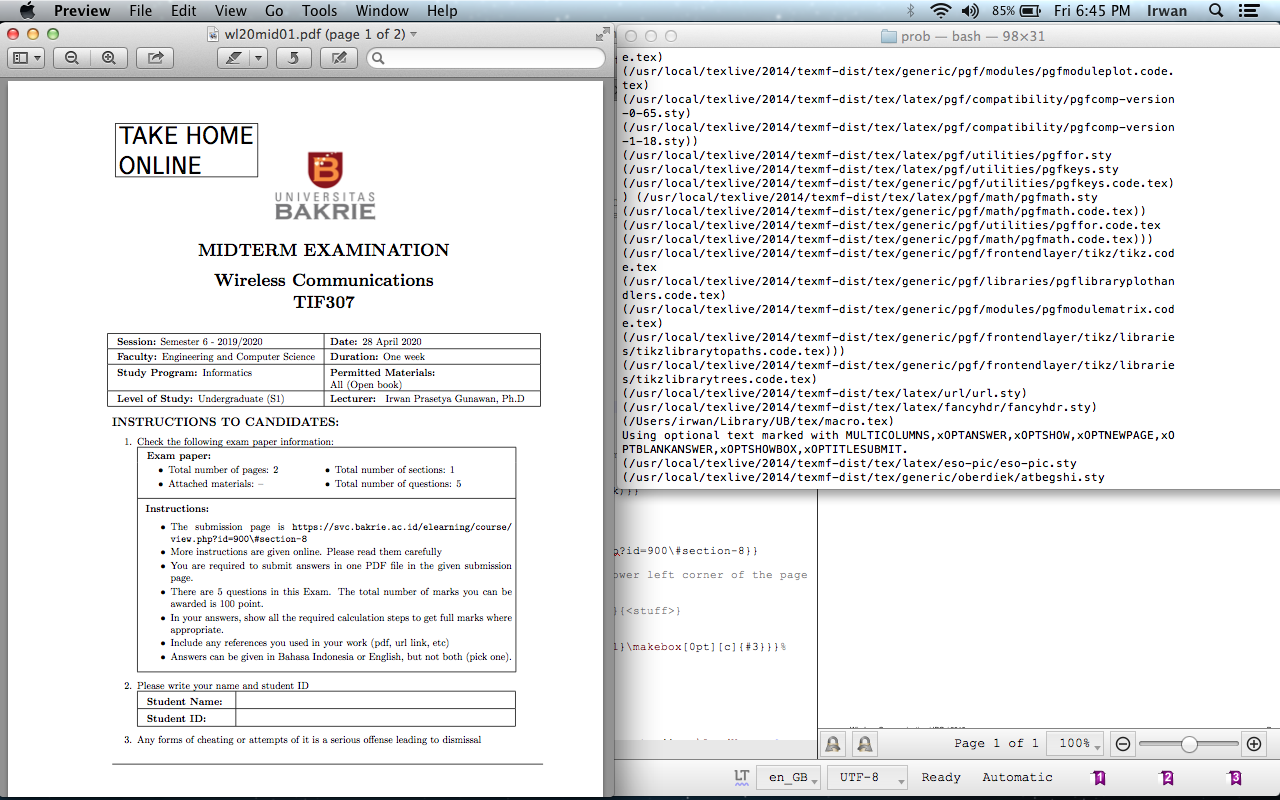 Preview File Edit View Go Tools Window Help 85% Fri 6:45 PM Irwan
wl20mid01.pdf (page 1 of 2)
TAKE HOME
ONLINE
UNIVERSITAS
BAKRIE
MIDTERM EXAMINATION
Wireless Communications
TIF307
Session: Semester 6 - 2019/2020 Date: 28 April 2020
Faculty: Engineering and Computer Science Duration: One week
Study Program: Informatics Permitted Materials:
All (Open book)
Level of Study: Undergraduate (S1) Lecturer: Irwan Prasetya Gunawan, Ph.D
INSTRUCTIONS TO CANDIDATES:
1. Check the following exam paper information:
Exam paper:
• Total number of pages: 2 • Total number of sections: 1
• Attached materials: – • Total number of questions: 5
Instructions:
• The submission page is https://svc.bakrie.ac.id/elearning/course/
view.php?id=900\#section-8
• More instructions are given online. Please read them carefully
• You are required to submit answers in one PDF file in the given submission
page.
• There are 5 questions in this Exam. The total number of marks you can be
awarded is 100 point.
• In your answers, show all the required calculation steps to get full marks where
appropriate.
• Include any references you used in your work (pdf, url link, etc)
• Answers can be given in Bahasa Indonesia or English, but not both (pick one).
2. Please write your name and student ID
Student Name:
Student ID:
3. Any forms of cheating or attempts of it is a serious offense leading to dismissal
prob — bash — 98×31
e.tex)
(/usr/local/texlive/2014/texmf-dist/tex/generic/pgf/modules/pgfmoduleplot.code.
tex)
(/usr/local/texlive/2014/texmf-dist/tex/latex/pgf/compatibility/pgfcomp-version
-0-65.sty)
(/usr/local/texlive/2014/texmf-dist/tex/latex/pgf/compatibility/pgfcomp-version
-1-18.sty))
(/usr/local/texlive/2014/texmf-dist/tex/latex/pgf/utilities/pgffor.sty
(/usr/local/texlive/2014/texmf-dist/tex/latex/pgf/utilities/pgfkeys.sty
(/usr/local/texlive/2014/texmf-dist/tex/generic/pgf/utilities/pgfkeys.code.tex)
) (/usr/local/texlive/2014/texmf-dist/tex/latex/pgf/math/pgfmath.sty
(/usr/local/texlive/2014/texmf-dist/tex/generic/pgf/math/pgfmath.code.tex))
(/usr/local/texlive/2014/texmf-dist/tex/generic/pgf/utilities/pgffor.code.tex
(/usr/local/texlive/2014/texmf-dist/tex/generic/pgf/math/pgfmath.code.tex)))
(/usr/local/texlive/2014/texmf-dist/tex/generic/pgf/frontendlayer/tikz/tikz.cod
e.tex
(/usr/local/texlive/2014/texmf-dist/tex/generic/pgf/libraries/pgflibraryplothan
dlers.code.tex)
(/usr/local/texlive/2014/texmf-dist/tex/generic/pgf/modules/pgfmodulematrix.cod
e.tex)
(/usr/local/texlive/2014/texmf-dist/tex/generic/pgf/frontendlayer/tikz/librarie
s/tikzlibrarytopaths.code.tex)))
(/usr/local/texlive/2014/texmf-dist/tex/generic/pgf/frontendlayer/tikz/librarie
s/tikzlibrarytrees.code.tex)
(/usr/local/texlive/2014/texmf-dist/tex/latex/url/url.sty)
(/usr/local/texlive/2014/texmf-dist/tex/latex/fancyhdr/fancyhdr.sty)
(/Users/irwan/Library/UB/tex/macro.tex)
Using optional text marked with MULTICOLUMNS,xOPTANSWER,xOPTSHOW,xOPTNEWPAGE,xO
PTBLANKANSWER,xOPTSHOWBOX,xOPTITLESUBMIT.
(/usr/local/texlive/2014/texmf-dist/tex/latex/eso-pic/eso-pic.sty
(/usr/local/texlive/2014/texmf-dist/tex/generic/oberdiek/atbegshi.sty
?id=900\#section-8}}
ower left corner of the page
}{<stuff>}
}\makebox[0pt][c]{#3}}}%
Page 1 of 1 100%
LT en_GB UTF-8 Ready Automatic 1 2 3